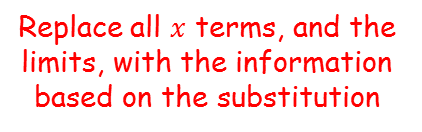 Replace all x terms, and the
limits, with the information
based on the substitution